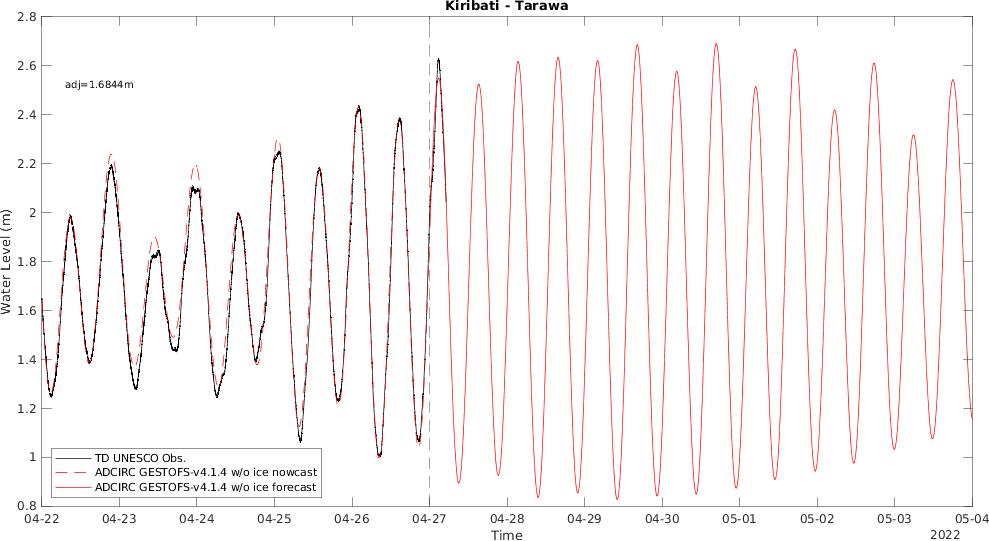 Kiribati - Tarawa
2.8
2.6
2.4
2.2
2
1.8
1.6
1.4
1.2
1
0.8
Water Level (m)
adj=1.6844m
TD UNESCO Obs.
ADCIRC GESTOFS-v4.1.4 w/o ice nowcast
ADCIRC GESTOFS-v4.1.4 w/o ice forecast
04-22 04-23 04-24 04-25 04-26 04-27 04-28 04-29 04-30 05-01 05-02 05-03 05-04
Time
2022